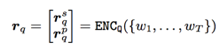 r_q = [r_q^s r_q^p] = ENC_Q({w_1, . . . , w_T})